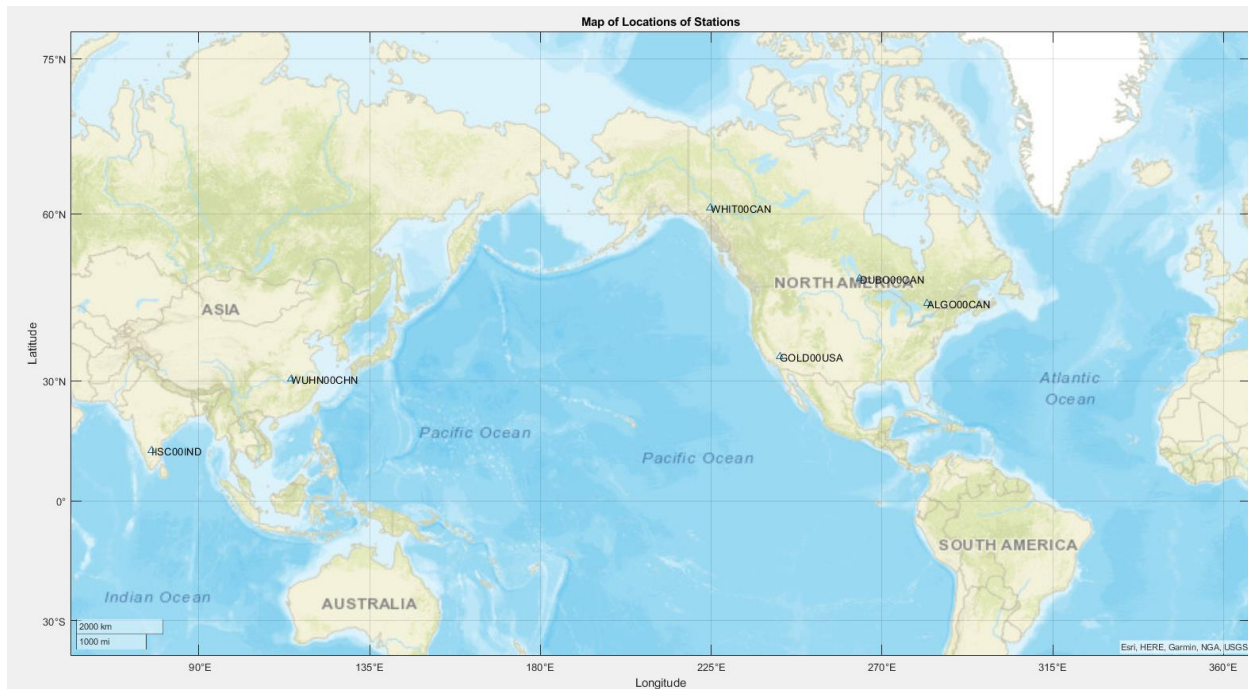 Map of Locations of Stations
75°N
60°N
WHIT00CAN
DUBO00CAN
NORTH AMERICA
ALGO00CAN
ASIA
GOLD00USA
WUHN00CHN
30°N
Atlantic
Ocean
Pacific Ocean
IISC00IND
Pacific Ocean
0°
SOUTH AMERICA
Indian Ocean
AUSTRALIA
30°S
2000 km
1000 mi
Esri, HERE, Garmin, NGA, USGS
90°E
135°E
180°E
225°E
270°E
315°E
360°E
Longitude
Latitude